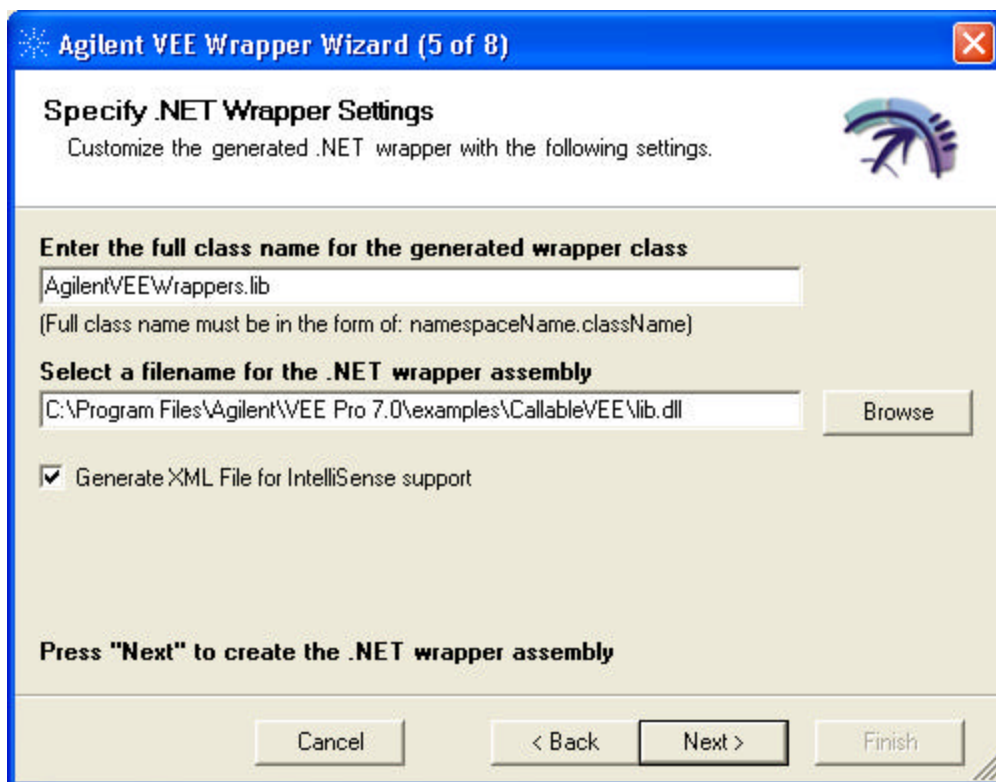 Agilent VEE Wrapper Wizard (5 of 8)
Specify .NET Wrapper Settings
Customize the generated .NET wrapper with the following settings.
Enter the full class name for the generated wrapper class
AgilentVEEWrappers.lib
(Full class name must be in the form of: namespaceName.className)
Select a filename for the .NET wrapper assembly
C:\Program Files\Agilent\VEE Pro 7.0\examples\CallableVEE\lib.dll
Browse
Generate XML File for IntelliSense support
Press "Next" to create the .NET wrapper assembly
Cancel
< Back
Next >
Finish